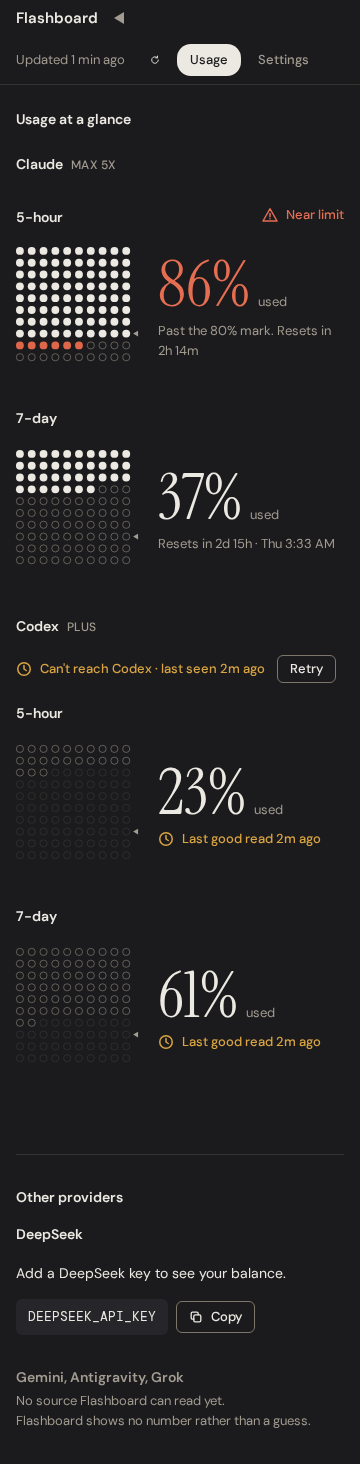 Flashboard
Updated 1 min ago
Usage
Settings
Usage at a glance
Claude MAX 5X
5-hour
Near limit
86% used
Past the 80% mark. Resets in
2h 14m
7-day
37% used
Resets in 2d 15h · Thu 3:33 AM
Codex PLUS
Can't reach Codex · last seen 2m ago
Retry
5-hour
23% used
Last good read 2m ago
7-day
61% used
Last good read 2m ago
Other providers
DeepSeek
Add a DeepSeek key to see your balance.
DEEPSEEK_API_KEY
Copy
Gemini, Antigravity, Grok
No source Flashboard can read yet.
Flashboard shows no number rather than a guess.